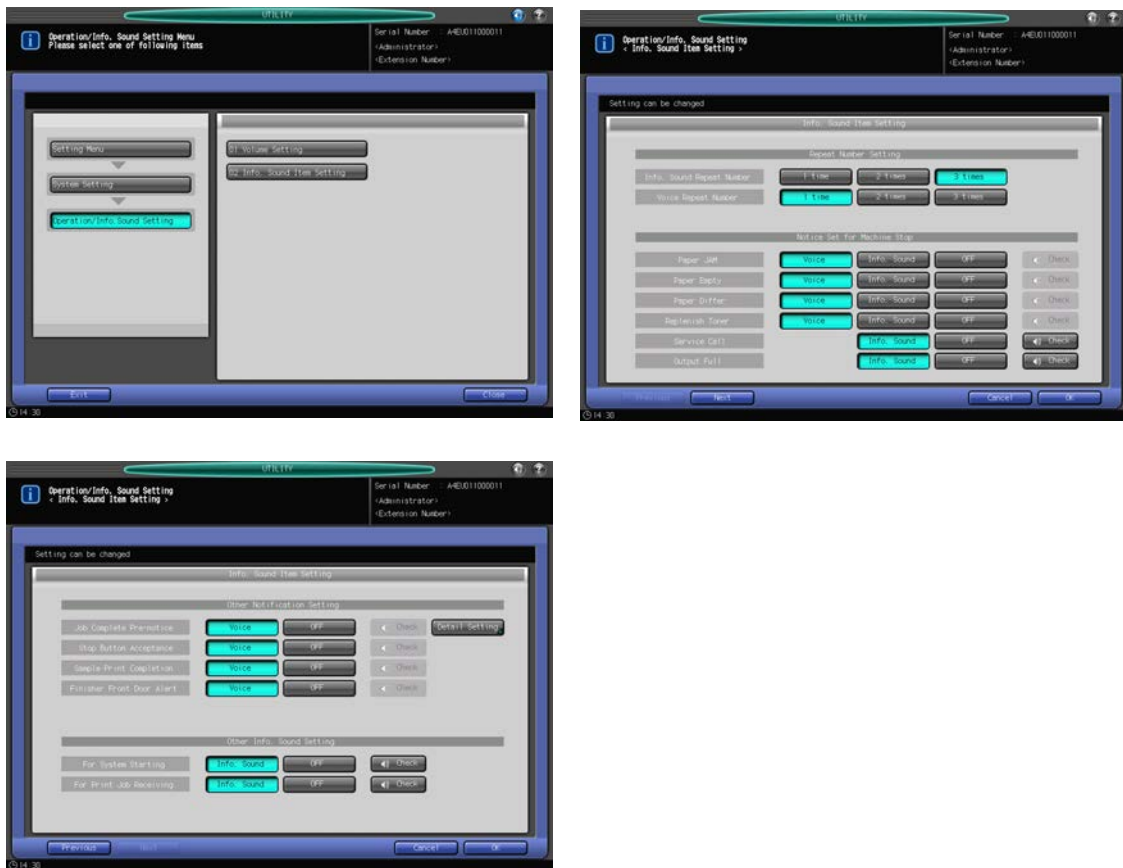 UTILITY
Operation/Info. Sound Setting Menu
Please select one of following items
Serial Number : A4EU011000011
<Administrator>
<Extension Number>
Setting Menu
System Setting
Operation/Info.Sound Setting
01 Volume Setting
02 Info. Sound Item Setting
Exit
Close
14:30
UTILITY
Operation/Info. Sound Setting
< Info. Sound Item Setting >
Serial Number : A4EU011000011
<Administrator>
<Extension Number>
Setting can be changed
Info. Sound Item Setting
Repeat Number Setting
Info. Sound Repeat Number 1 time 2 times 3 times
Voice Repeat Number 1 time 2 times 3 times
Notice Set for Machine Stop
Paper JAM Voice Info. Sound OFF Check
Paper Empty Voice Info. Sound OFF Check
Paper Differ Voice Info. Sound OFF Check
Replenish Toner Voice Info. Sound OFF Check
Service Call Info. Sound OFF Check
Output Full Info. Sound OFF Check
Previous Next Cancel OK
14:30
UTILITY
Operation/Info. Sound Setting
< Info. Sound Item Setting >
Serial Number : A4EU011000011
<Administrator>
<Extension Number>
Setting can be changed
Info. Sound Item Setting
Other Notification Setting
Job Complete Prenotice Voice OFF Check Detail Setting
Stop Button Acceptance Voice OFF Check
Sample Print Completion Voice OFF Check
Finisher Front Door Alert Voice OFF Check
Other Info. Sound Setting
For System Starting Info. Sound OFF Check
For Print Job Receiving Info. Sound OFF Check
Previous Next Cancel OK
14:30